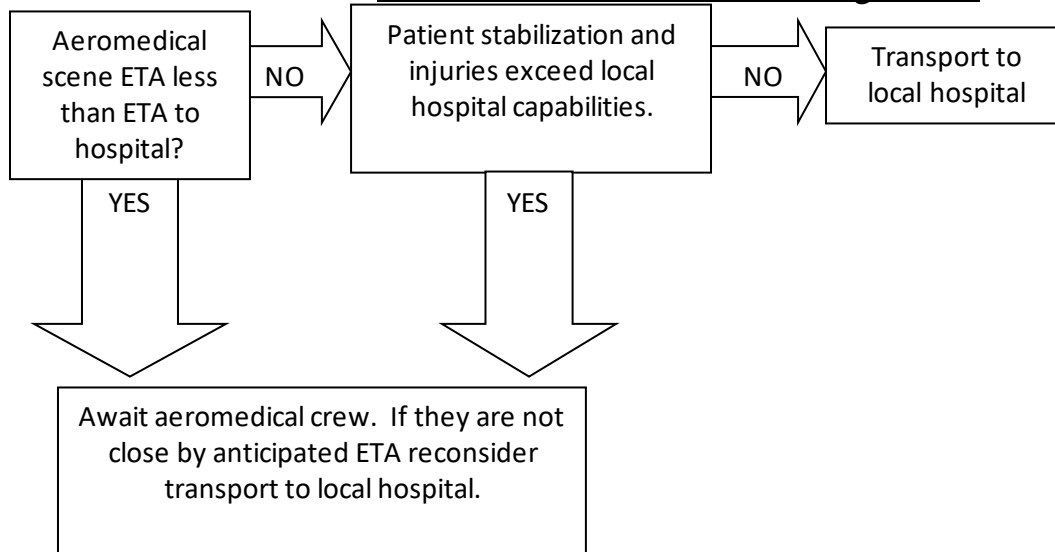 Aeromedical
scene ETA less
than ETA to
hospital?
NO
Patient stabilization and
injuries exceed local
hospital capabilities.
NO
Transport to
local hospital
YES
YES
Await aeromedical crew.  If they are not
close by anticipated ETA reconsider
transport to local hospital.